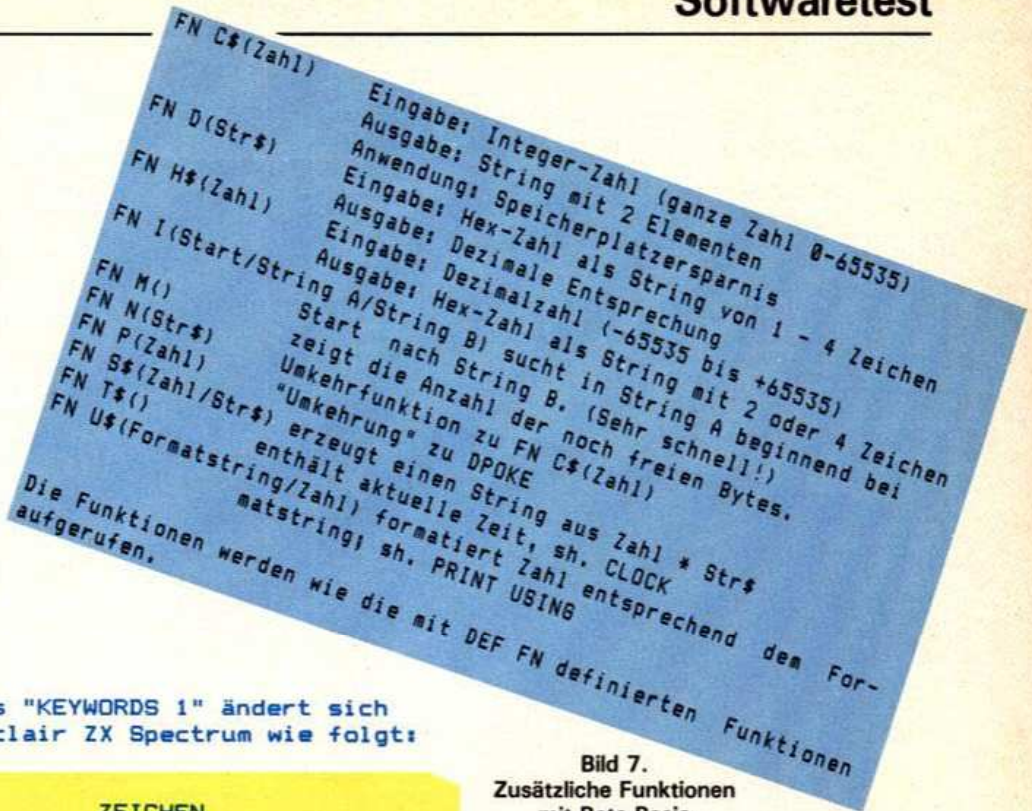 Softwaretest
FN C$(Zahl)
Eingabe: Integer-Zahl (ganze Zahl 0-65535)
Ausgabe: String mit 2 Elementen
Anwendung: Speicherplatzersparnis
FN D(Str$)
Eingabe: Hex-Zahl als String von 1 - 4 Zeichen
Ausgabe: Dezimale Entsprechung
FN H$(Zahl)
Eingabe: Dezimalzahl (-65535 bis +65535)
Ausgabe: Hex-Zahl als String mit 2 oder 4 Zeichen
FN I(Start/String A/String B) sucht in String A beginnend bei
Start nach String B. (Sehr schnell!)
FN M() zeigt die Anzahl der noch freien Bytes.
FN N(Str$) Umkehrfunktion zu FN C$(Zahl)
FN P(Zahl) "Umkehrung" zu DPOKE
FN S$(Zahl/Str$) erzeugt einen String aus Zahl * Str$
FN T$() enthält aktuelle Zeit, sh. CLOCK
FN U$(Formatstring/Zahl) formatiert Zahl entsprechend dem For-
matstring; sh. PRINT USING
Die Funktionen werden wie die mit DEF FN definierten Funktionen
aufgerufen.
s "KEYWORDS 1" ändert sich
clair ZX Spectrum wie folgt:
ZEICHEN
Bild 7.
Zusätzliche Funktionen
mit Beta Basic